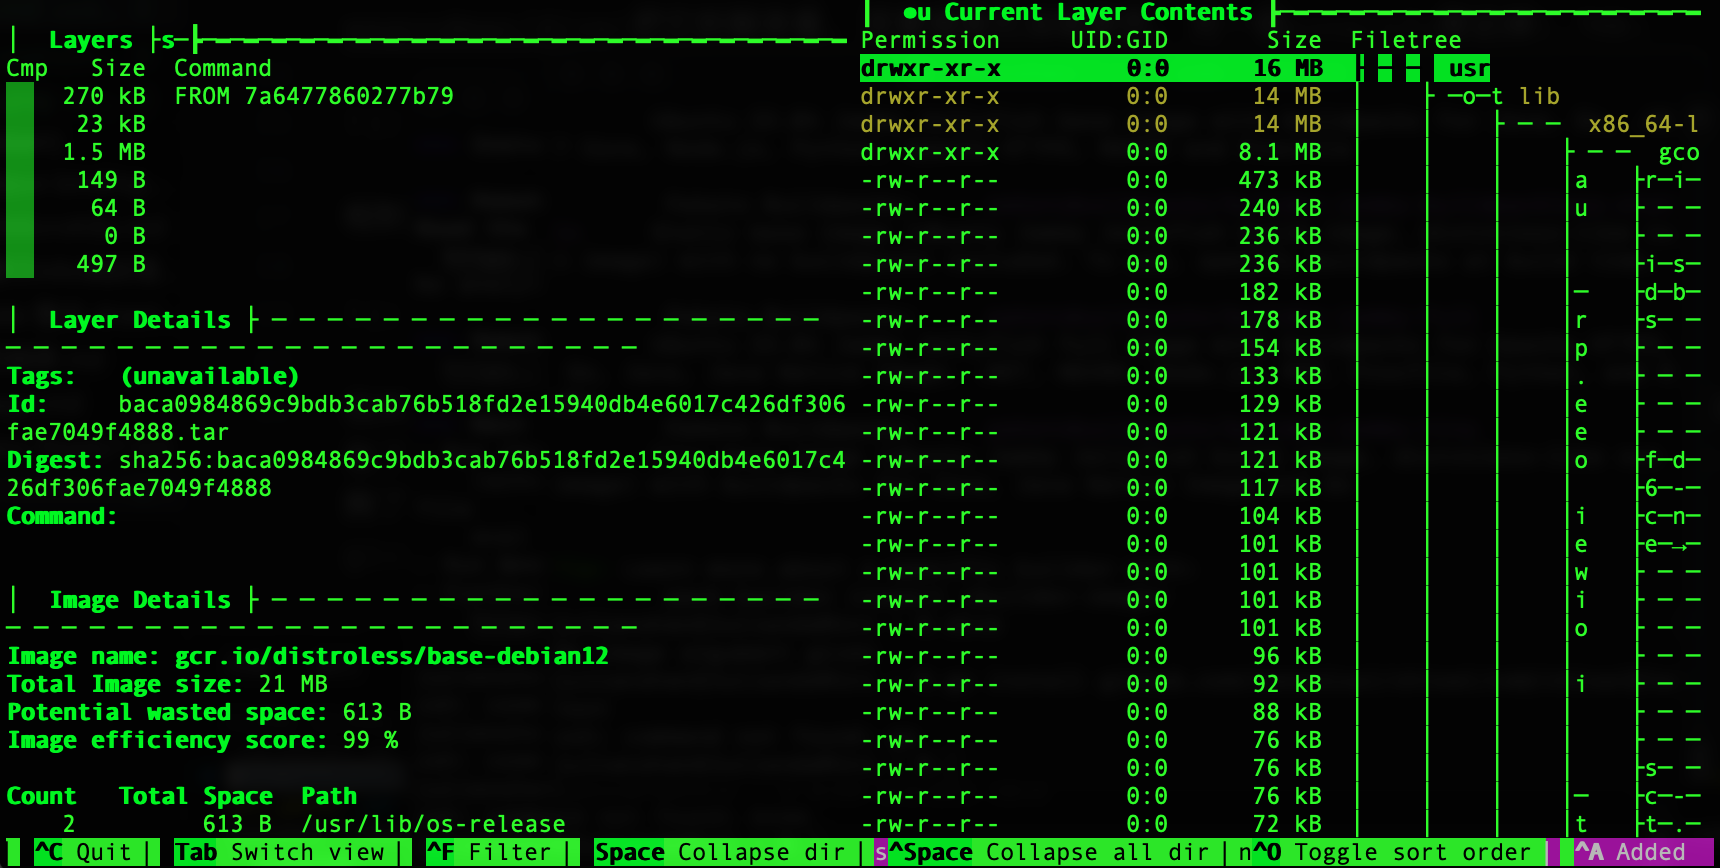 │ Layers ├s─├─────────────────────
Cmp Size Command
270 kB FROM 7a6477860277b79
23 kB
1.5 MB
149 B
64 B
0 B
497 B
│ Layer Details ├─────────────────────
Tags: (unavailable)
Id: baca0984869c9bdb3cab76b518fd2e15940db4e6017c426df306
fae7049f4888.tar
Digest: sha256:baca0984869c9bdb3cab76b518fd2e15940db4e6017c4
26df306fae7049f4888
Command:
│ Image Details ├─────────────────────
Image name: gcr.io/distroless/base-debian12
Total Image size: 21 MB
Potential wasted space: 613 B
Image efficiency score: 99 %
Count Total Space Path
2 613 B /usr/lib/os-release
│ ●u Current Layer Contents ├─────────────────────
Permission UID:GID Size Filetree
drwxr-xr-x 0:0 16 MB ├── usr
drwxr-xr-x 0:0 14 MB │ ├ ─o─t lib
drwxr-xr-x 0:0 14 MB │ │ ├── x86_64-l
drwxr-xr-x 0:0 8.1 MB │ │ │ ├── gco
-rw-r--r-- 0:0 473 kB │ │ │ │a ├r─i─
-rw-r--r-- 0:0 240 kB │ │ │ │u ├───
-rw-r--r-- 0:0 236 kB │ │ │ │ ├───
-rw-r--r-- 0:0 236 kB │ │ │ │ ├i─s─
-rw-r--r-- 0:0 182 kB │ │ │ │─ ├d─b─
-rw-r--r-- 0:0 178 kB │ │ │ │r ├s──
-rw-r--r-- 0:0 154 kB │ │ │ │p ├───
-rw-r--r-- 0:0 133 kB │ │ │ │. ├───
-rw-r--r-- 0:0 129 kB │ │ │ │e ├───
-rw-r--r-- 0:0 121 kB │ │ │ │e ├───
-rw-r--r-- 0:0 121 kB │ │ │ │o ├f─d─
-rw-r--r-- 0:0 117 kB │ │ │ │ ├6─-─
-rw-r--r-- 0:0 104 kB │ │ │ │i ├c─n─
-rw-r--r-- 0:0 101 kB │ │ │ │e ├e─→─
-rw-r--r-- 0:0 101 kB │ │ │ │w ├───
-rw-r--r-- 0:0 101 kB │ │ │ │i ├───
-rw-r--r-- 0:0 101 kB │ │ │ │o ├───
-rw-r--r-- 0:0 96 kB │ │ │ │ ├───
-rw-r--r-- 0:0 92 kB │ │ │ │i ├───
-rw-r--r-- 0:0 88 kB │ │ │ │ ├───
-rw-r--r-- 0:0 76 kB │ │ │ │ ├───
-rw-r--r-- 0:0 76 kB │ │ │ │ ├s──
-rw-r--r-- 0:0 76 kB │ │ │ │─ ├c─-─
-rw-r--r-- 0:0 72 kB │ │ │ │t ├t─.─
^C Quit | Tab Switch view | ^F Filter | Space Collapse dir | s^Space Collapse all dir |n^O Toggle sort order | ^A Added